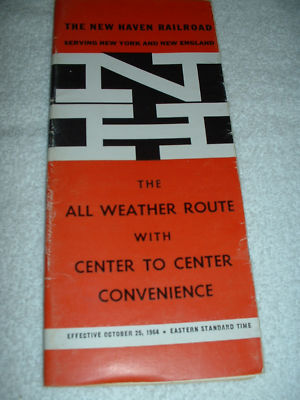 THE NEW HAVEN RAILROAD
SERVING NEW YORK AND NEW ENGLAND
N
H
THE
ALL WEATHER ROUTE
WITH
CENTER TO CENTER
CONVENIENCE
EFFECTIVE OCTOBER 25, 1964 • EASTERN STANDARD TIME